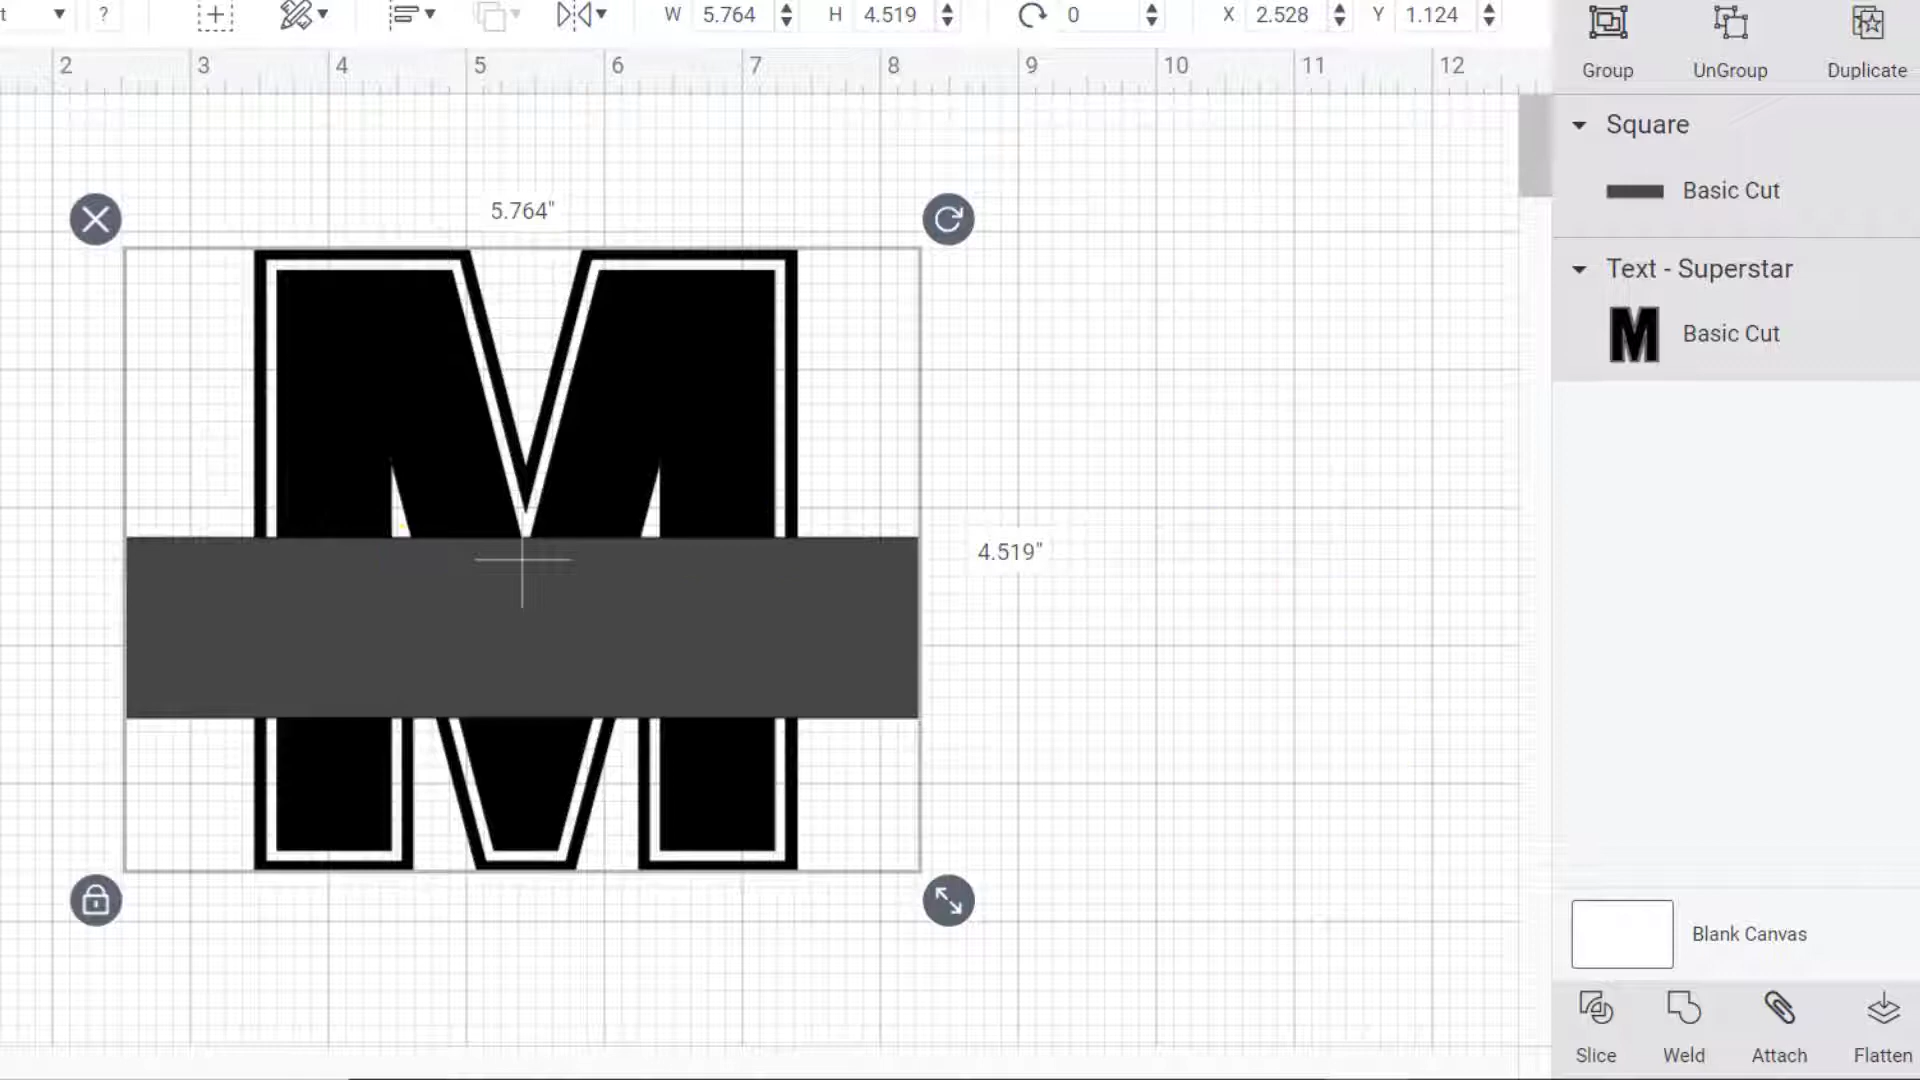 t ?
W 5.764 H 4.519 0 X 2.528 Y 1.124
2 3 4 5 6 7 8 9 10 11 12
Group UnGroup Duplicate
Square
Basic Cut
Text - Superstar
M Basic Cut
5.764"
M
4.519"
Blank Canvas
Slice Weld Attach Flatten